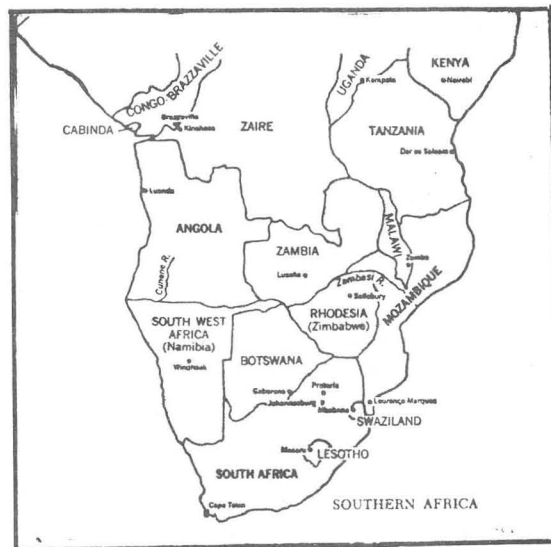 UGANDA
KENYA
Nairobi
Kampala
CONGO-BRAZZAVILLE
Brazzaville
Kinshasa
CABINDA
ZAIRE
TANZANIA
Dar es Salaam
Luanda
ANGOLA
MALAWI
ZAMBIA
Zomba
Lusaka
Zambesi R.
Cunene R.
Salisbury
MOZAMBIQUE
RHODESIA
(Zimbabwe)
SOUTH WEST
AFRICA
(Namibia)
Windhoek
BOTSWANA
Gaborone
Pretoria
Johannesburg
Mbabane
Lourenço Marques
SWAZILAND
Maseru
LESOTHO
SOUTH AFRICA
Cape Town
SOUTHERN AFRICA